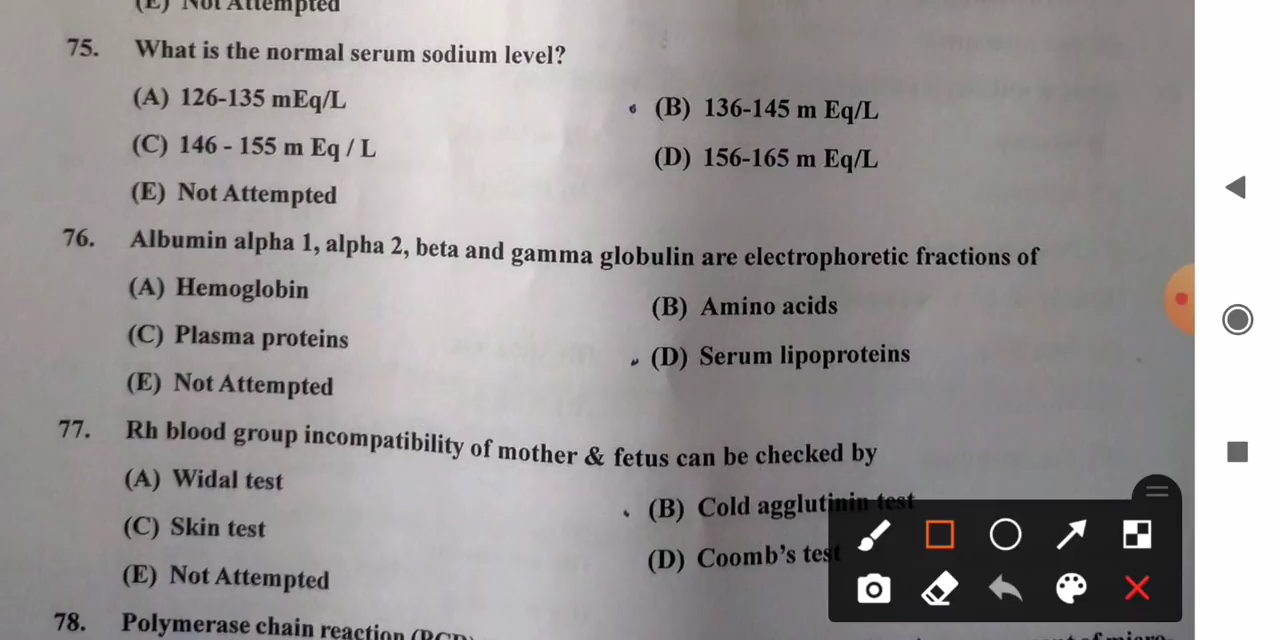 (E) Not Attempted
75. What is the normal serum sodium level?
(A) 126-135 mEq/L
(B) 136-145 m Eq/L
(C) 146 - 155 m Eq / L
(D) 156-165 m Eq/L
(E) Not Attempted
76. Albumin alpha 1, alpha 2, beta and gamma globulin are electrophoretic fractions of
(A) Hemoglobin
(B) Amino acids
(C) Plasma proteins
(D) Serum lipoproteins
(E) Not Attempted
77. Rh blood group incompatibility of mother & fetus can be checked by
(A) Widal test
(B) Cold agglutinin test
(C) Skin test
(D) Coomb's test
(E) Not Attempted
78. Polymerase chain reaction (PCR)